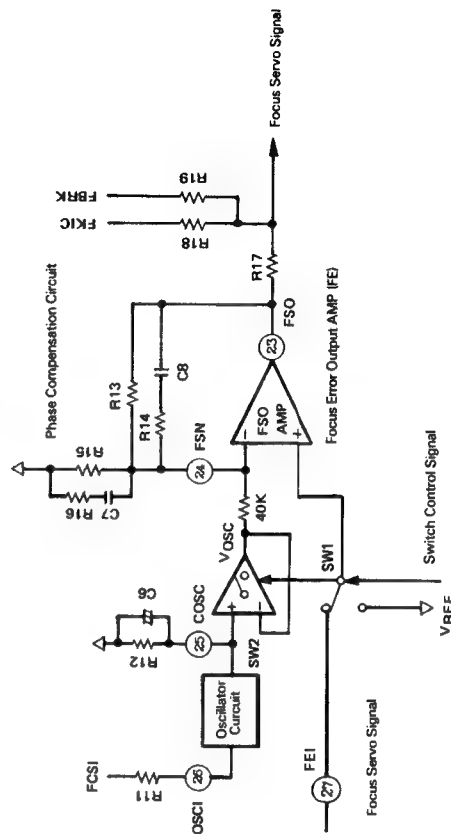 Phase Compensation Circuit
FKIC
FBRK
R19
R18
R17
Focus Servo Signal
R13
R14
C8
R15
R16
C7
24
FSN
23
FSO
FSO
AMP
-
+
Focus Error Output AMP (FE)
40K
VOSC
C6
R12
25
COSC
+
-
SW2
Oscillator
Curcuit
FCSI
R11
26
OSCI
SW1
Switch Control Signal
VREF
FEI
27
Focus Servo Signal